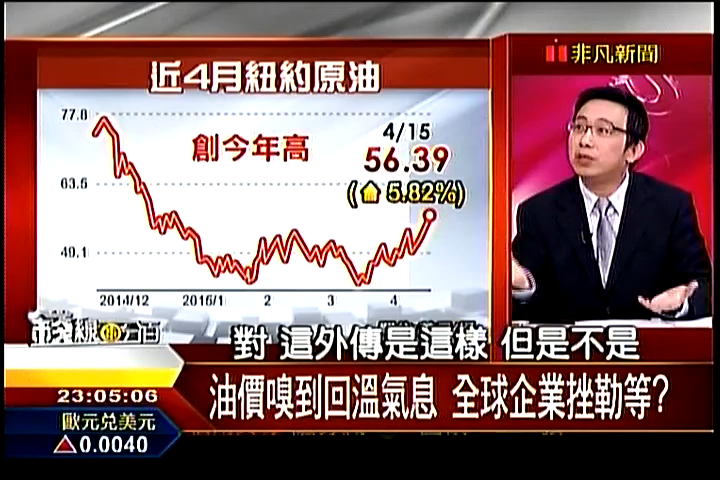 非凡新聞
近4月紐約原油
77.8
創今年高
4/15
56.39
(5.82%)
63.5
49.1
2014/12
2016/1
2
3
4
對 這外傳是這樣 但是不是
23:05:06
油價嗅到回溫氣息 全球企業挫勒等?
歐元兌美元
0.0040